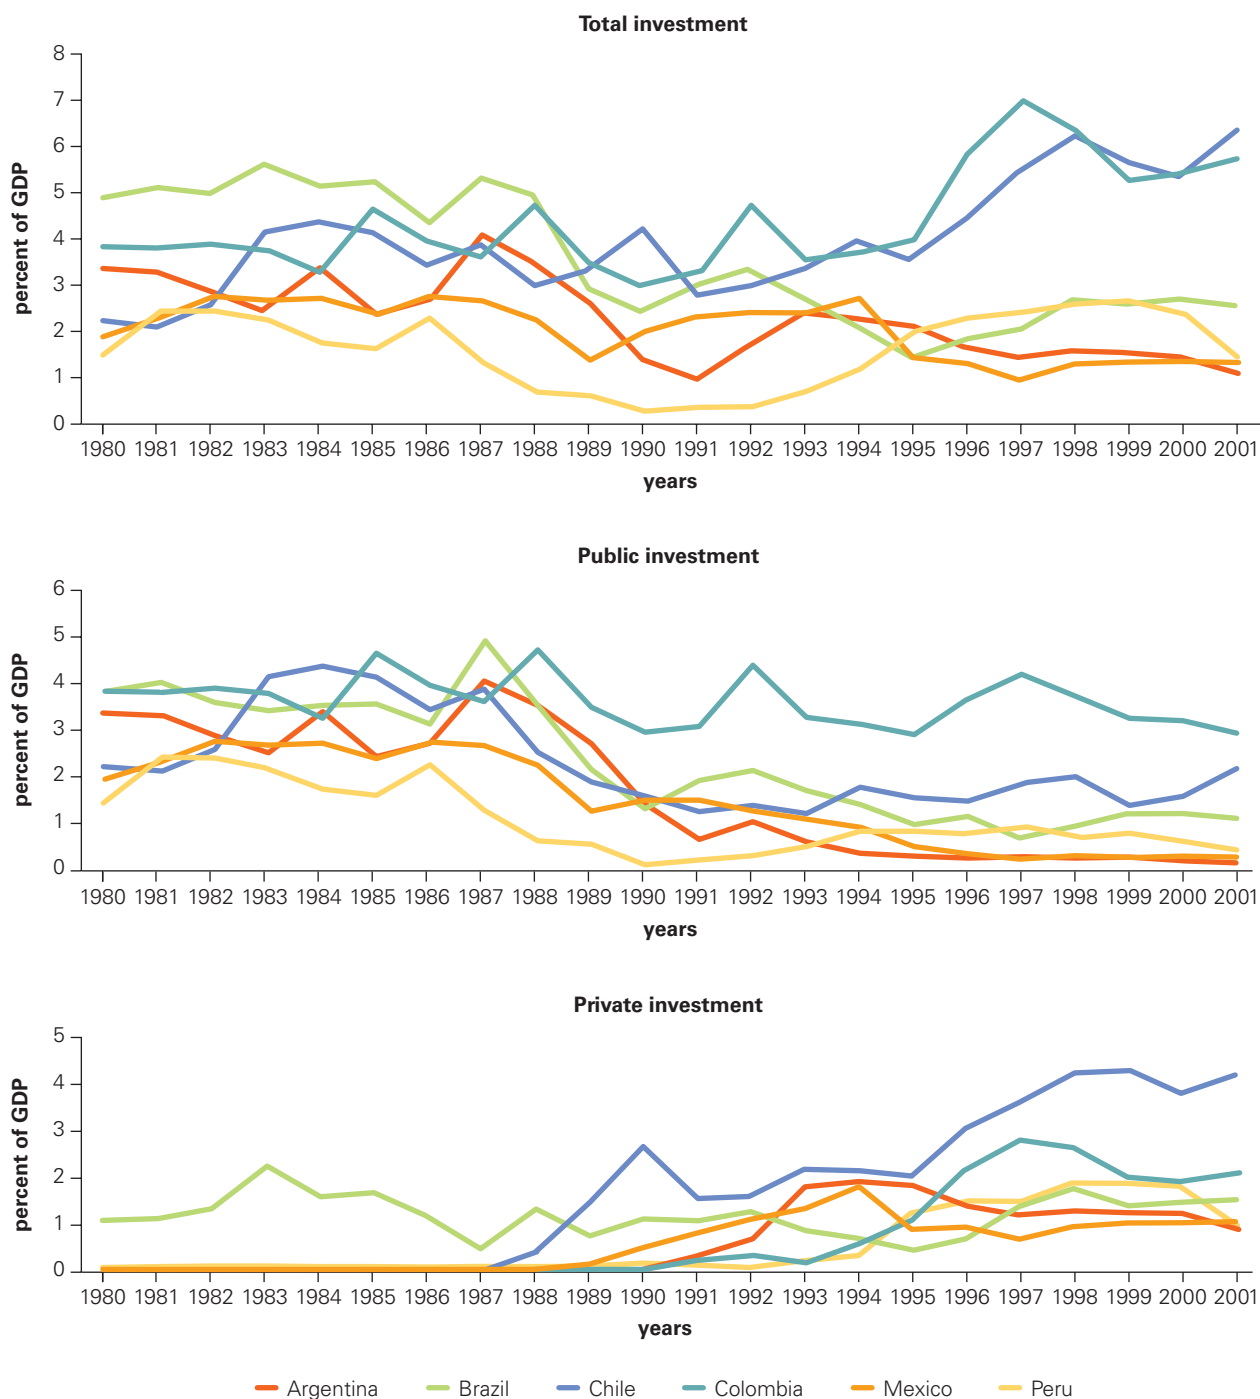 Total investment
8
7
6
5
4
3
2
1
0
percent of GDP
1980 1981 1982 1983 1984 1985 1986 1987 1988 1989 1990 1991 1992 1993 1994 1995 1996 1997 1998 1999 2000 2001
years
Public investment
6
5
4
3
2
1
0
percent of GDP
1980 1981 1982 1983 1984 1985 1986 1987 1988 1989 1990 1991 1992 1993 1994 1995 1996 1997 1998 1999 2000 2001
years
Private investment
5
4
3
2
1
0
percent of GDP
1980 1981 1982 1983 1984 1985 1986 1987 1988 1989 1990 1991 1992 1993 1994 1995 1996 1997 1998 1999 2000 2001
years
Argentina Brazil Chile Colombia Mexico Peru